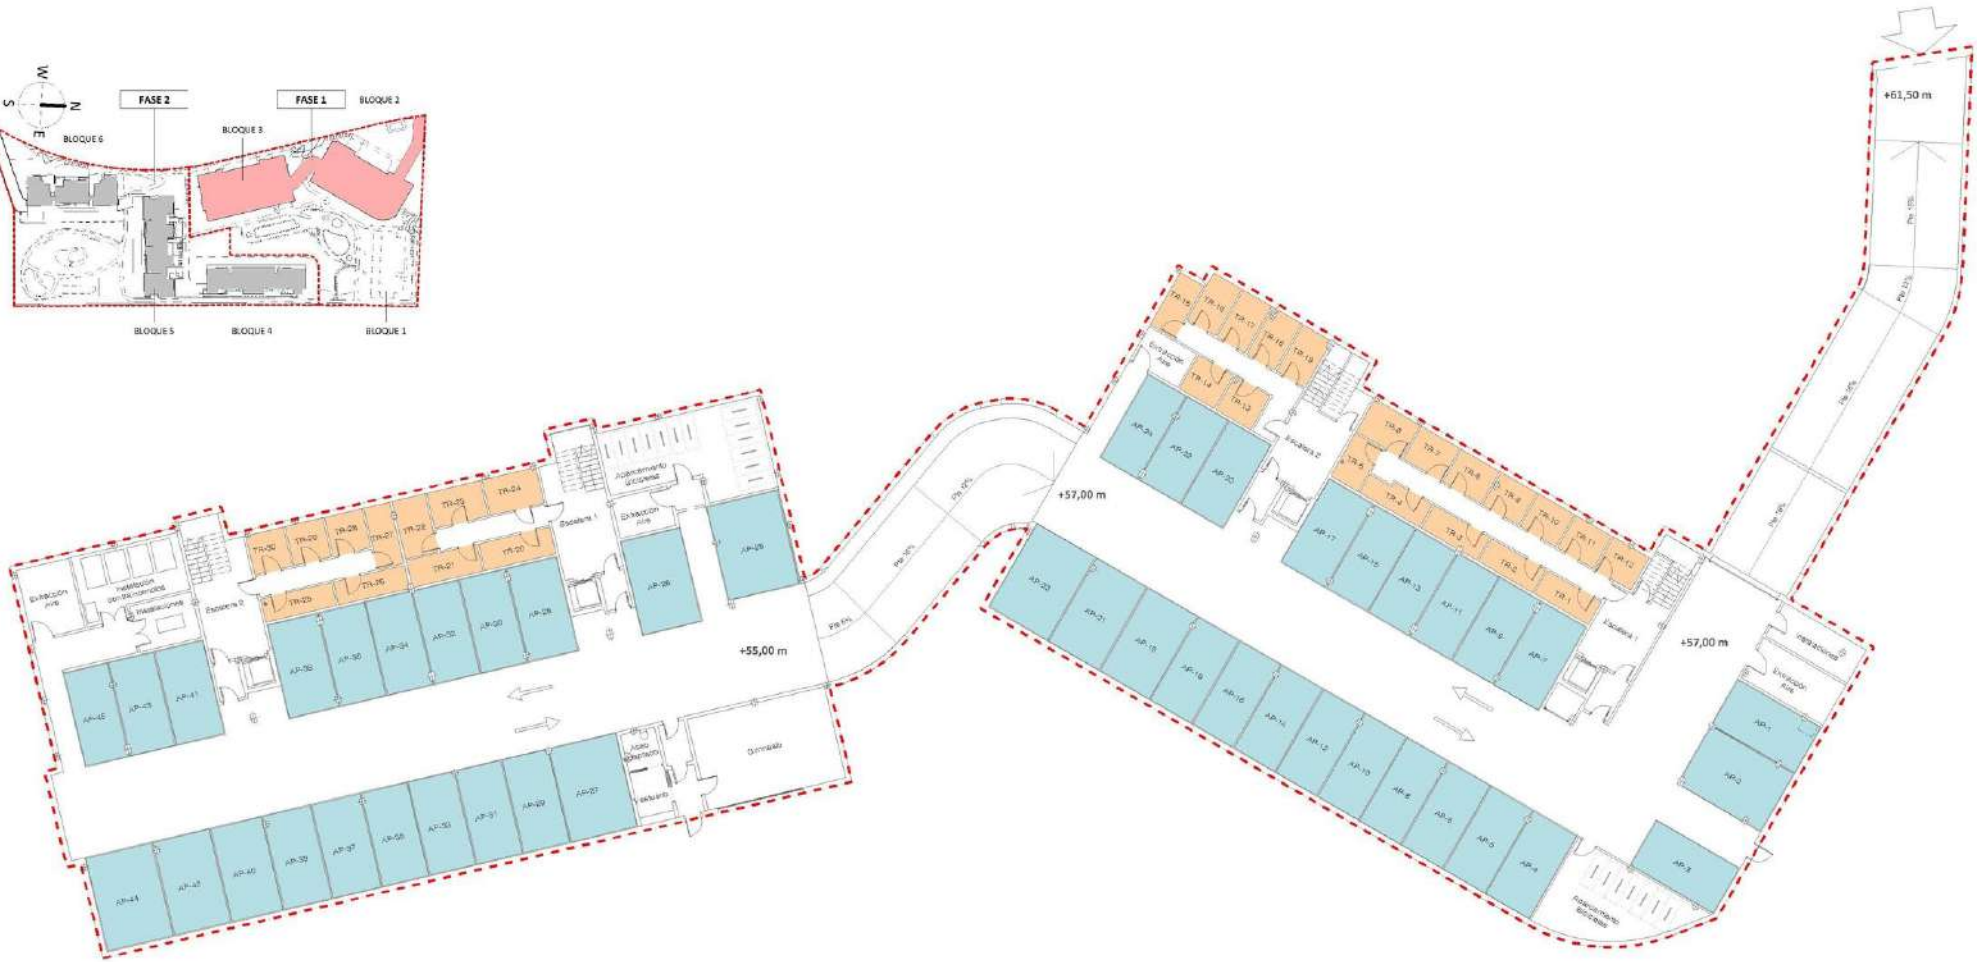 W
S
N
E
FASE 2
FASE 1
BLOQUE 2
BLOQUE 3
BLOQUE 6
BLOQUE 5
BLOQUE 4
BLOQUE 1
+61,50 m
TR-15
TR-16
TR-17
TR-18
TR-19
Extracción
Aire
TR-14
TR-13
AP-24
AP-22
AP-20
Escalera 2
TR-8
TR-7
TR-6
TR-9
TR-10
TR-11
TR-12
TR-5
TR-4
TR-3
TR-2
TR-1
AP-17
AP-15
AP-13
AP-11
AP-9
AP-7
Escalera 1
+57,00 m
+57,00 m
Instalaciones
Extracción
Aire
AP-1
AP-2
AP-3
AP-23
AP-21
AP-19
AP-18
AP-16
AP-14
AP-12
AP-10
AP-8
AP-6
AP-5
AP-4
Aparcamiento
bicicletas
Aparcamiento
bicicletas
Extracción
Aire
Escalera 1
TR-24
TR-23
TR-22
TR-27
TR-28
TR-29
TR-30
TR-20
TR-21
TR-26
TR-25
Extracción
Aire
Instalaciones
Escalera 2
AP-25
AP-26
AP-28
AP-30
AP-32
AP-34
AP-36
AP-38
AP-41
AP-43
AP-45
+55,00 m
Gimnasio
Aseo
adaptado
Vestuario
AP-27
AP-29
AP-31
AP-33
AP-35
AP-37
AP-39
AP-40
AP-42
AP-44